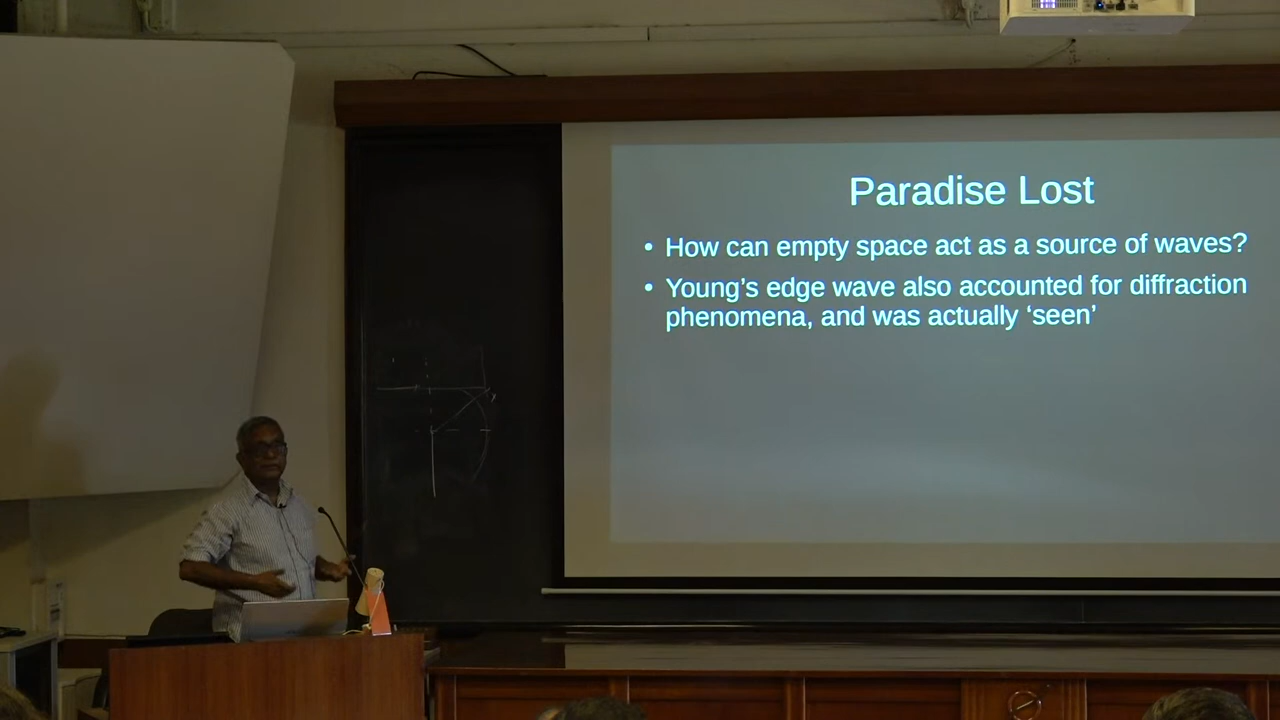 Paradise Lost
• How can empty space act as a source of waves?
• Young’s edge wave also accounted for diffraction
phenomena, and was actually ‘seen’